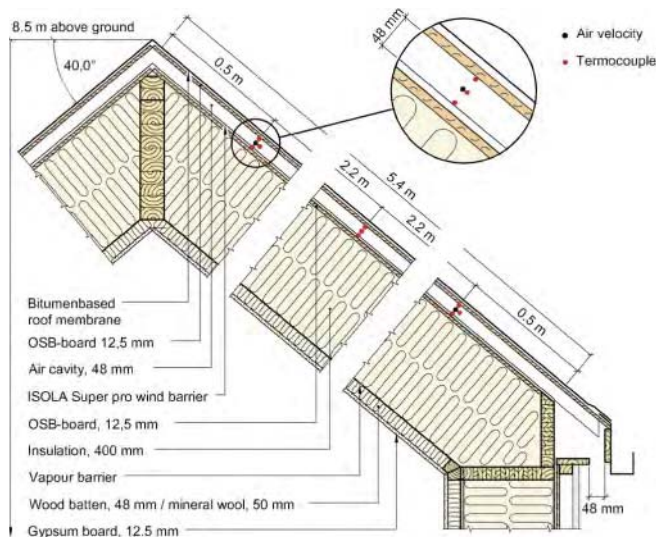 8.5 m above ground
40,0°
0.5 m
48 mm
Air velocity
Termocouple
2.2 m
5.4 m
2.2 m
0.5 m
Bitumenbased
roof membrane
OSB-board 12,5 mm
Air cavity, 48 mm
ISOLA Super pro wind barrier
OSB-board, 12,5 mm
Insulation, 400 mm
Vapour barrier
Wood batten, 48 mm / mineral wool, 50 mm
Gypsum board, 12.5 mm
48 mm